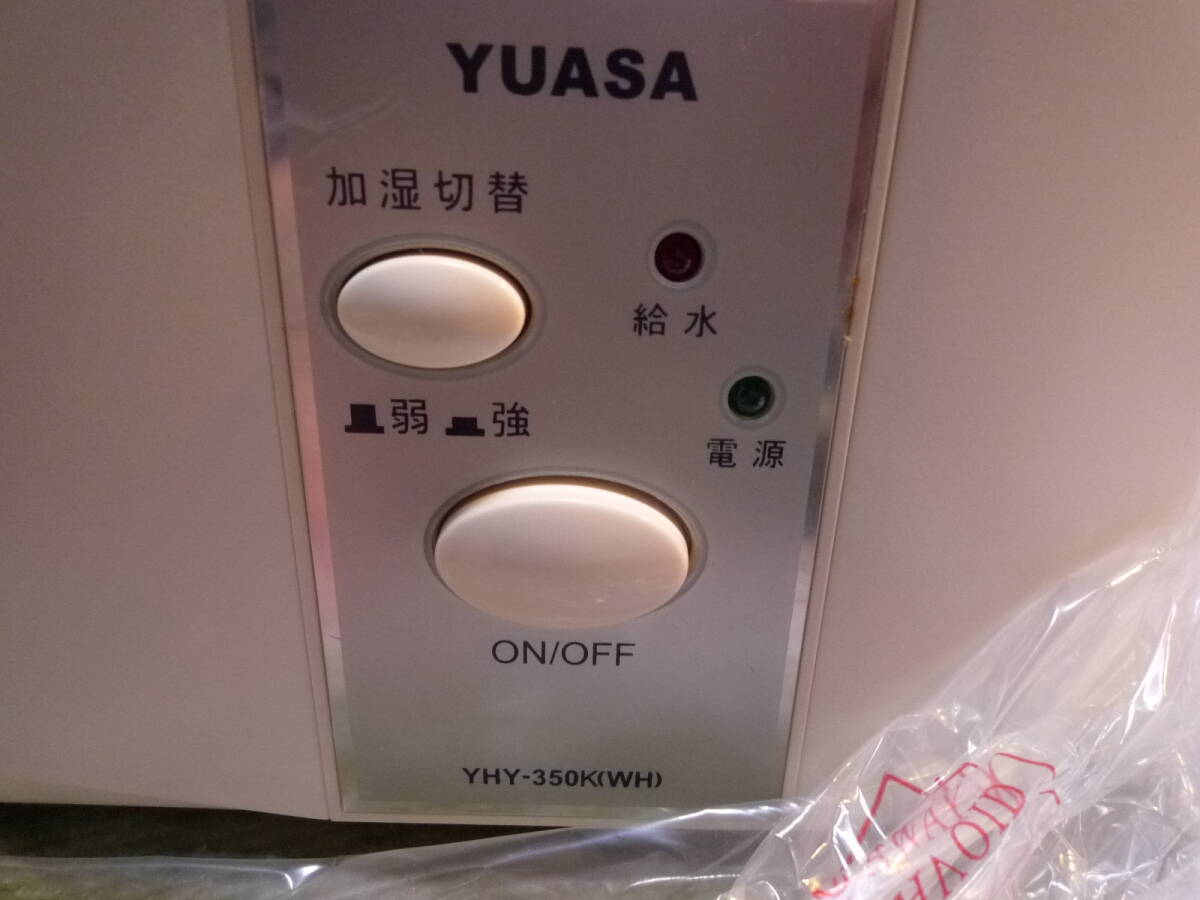 YUASA
加湿切替
給水
弱 強
電源
ON/OFF
YHY-350K(WH)